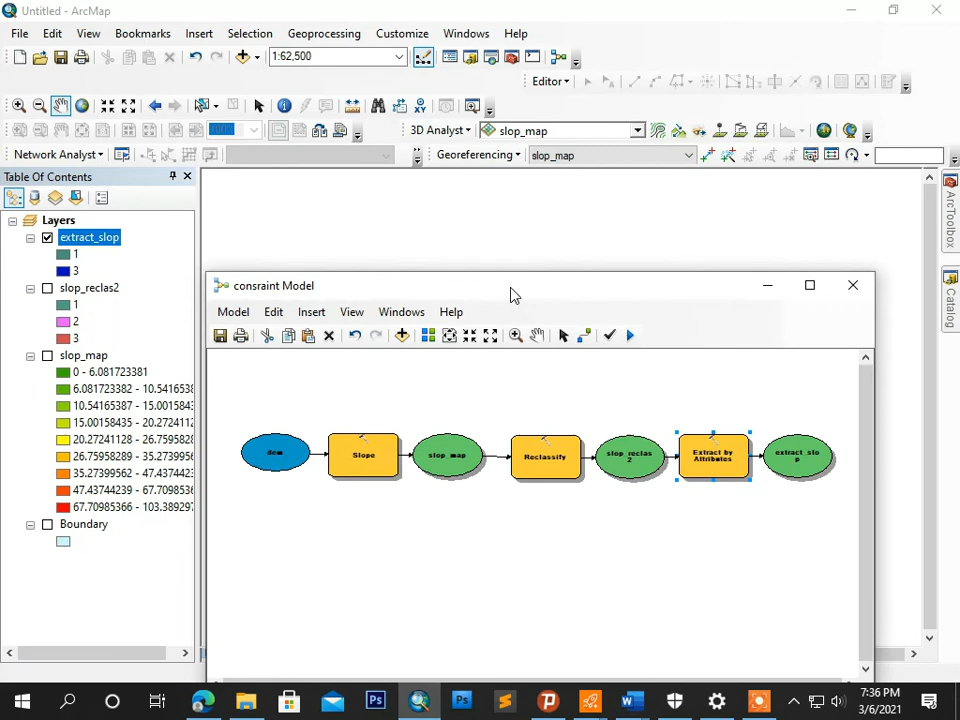 Untitled - ArcMap
File Edit View Bookmarks Insert Selection Geoprocessing Customize Windows Help
1:62,500
Editor
3D Analyst slop_map
Network Analyst Georeferencing slop_map
Table Of Contents
ArcToolbox
Catalog
Layers
extract_slop
1
3
slop_reclas2
1
2
3
slop_map
0 - 6.081723381
6.081723382 - 10.5416538
10.54165387 - 15.0015843
15.00158435 - 20.2724112
20.27241128 - 26.7595828
26.75959829 - 35.2739956
35.27399562 - 47.4374423
47.43744239 - 67.7098536
67.70985366 - 103.389297
Boundary
consraint Model
Model Edit Insert View Windows Help
dem
Slope
slop_map
Reclassify
slop_reclas
2
Extract by
Attributes
extract_slo
p
7:36 PM
3/6/2021